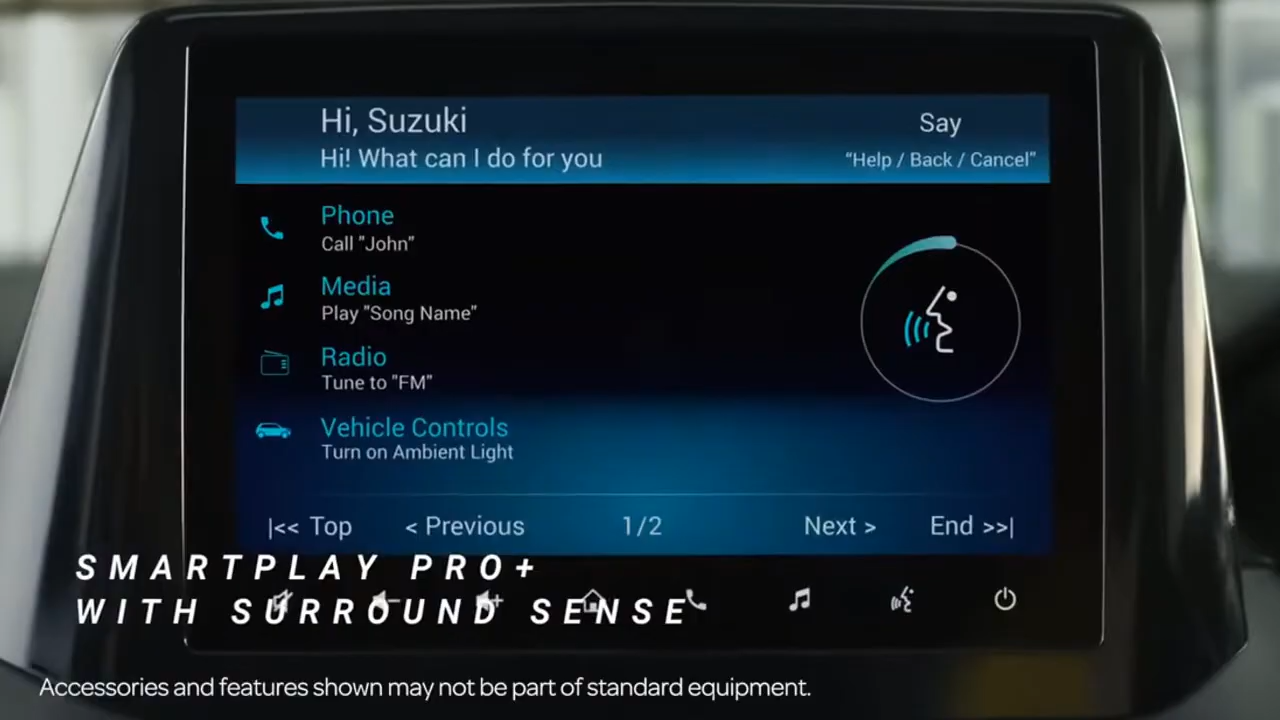 Hi, Suzuki
Hi! What can I do for you
Say
"Help / Back / Cancel"
Phone
Call "John"
Media
Play "Song Name"
Radio
Tune to "FM"
Vehicle Controls
Turn on Ambient Light
|<< Top < Previous 1/2 Next > End >>|
SMARTPLAY PRO+
WITH SURROUND SENSE
Accessories and features shown may not be part of standard equipment.